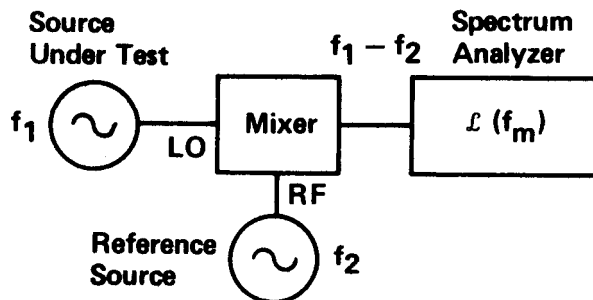 Source
Under Test
f1
LO
Mixer
RF
f1 − f2
Spectrum
Analyzer
ℒ (fm)
Reference
Source
f2